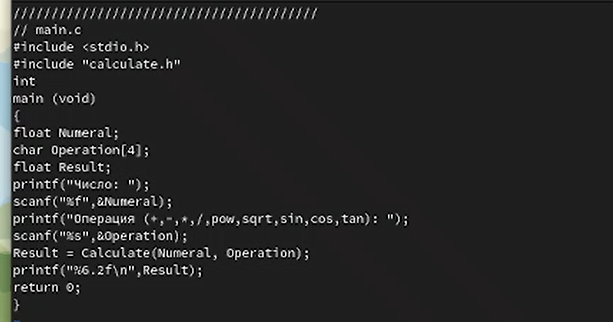 ////////////////////////////////////////
// main.c
#include <stdio.h>
#include "calculate.h"
int
main (void)
{
float Numeral;
char Operation[4];
float Result;
printf("Число: ");
scanf("%f",&Numeral);
printf("Операция (+,-,*,/,pow,sqrt,sin,cos,tan): ");
scanf("%s",&Operation);
Result = Calculate(Numeral, Operation);
printf("%6.2f\n",Result);
return 0;
}